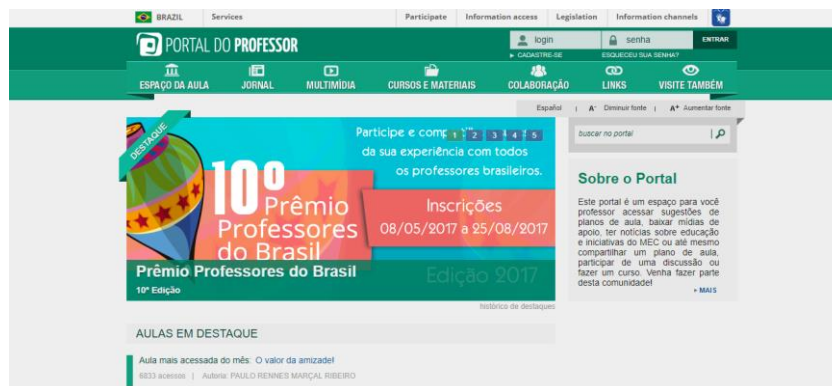 BRAZIL Services Participate Information access Legislation Information channels
PORTAL DO PROFESSOR
login senha ENTRAR
▸ CADASTRE-SE ESQUECEU SUA SENHA?
ESPAÇO DA AULA JORNAL MULTIMÍDIA CURSOS E MATERIAIS COLABORAÇÃO LINKS VISITE TAMBÉM
Español | A- Diminuir fonte | A+ Aumentar fonte
DESTAQUE
Participe e 1 2 3 4 5
da sua experiência com todos
os professores brasileiros.
10º
Prêmio
Professores
do Brasil
Inscrições
08/05/2017 a 25/08/2017
Edição 2017
Prêmio Professores do Brasil
10ª Edição
histórico de destaques
buscar no portal
Sobre o Portal
Este portal é um espaço para você
professor acessar sugestões de
planos de aula, baixar mídias de
apoio, ter notícias sobre educação
e iniciativas do MEC ou até mesmo
compartilhar um plano de aula,
participar de uma discussão ou
fazer um curso. Venha fazer parte
desta comunidade!
▸ MAIS
AULAS EM DESTAQUE
Aula mais acessada do mês: O valor da amizade!
6833 acessos | Autoria: PAULO RENNES MARÇAL RIBEIRO